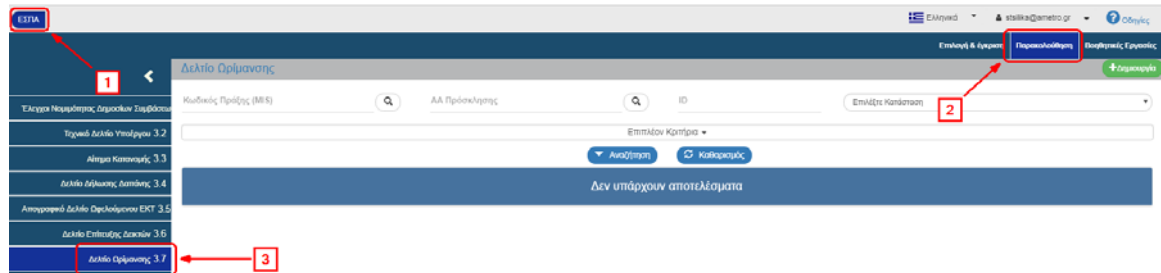 ΕΣΠΑ
Ελληνικά
stsilika@ametro.gr
Οδηγίες
Επιλογή & έγκριση Παρακολούθηση Βοηθητικές Εργασίες
1
2
3
Δελτίο Ωρίμανσης
+Δημιουργία
Κωδικός Πράξης (MIS)
ΑΑ Πρόσκλησης
ID
Επιλέξτε Κατάσταση
Επιπλέον Κριτήρια
Αναζήτηση
Καθαρισμός
Δεν υπάρχουν αποτελέσματα
Έλεγχοι Νομιμότητας Δημοσίων Συμβάσεων
Τεχνικό Δελτίο Υποέργου 3.2
Αίτημα Κατανομής 3.3
Δελτίο Δήλωσης Δαπάνης 3.4
Απογραφικό Δελτίο Ωφελούμενου ΕΚΤ 3.5
Δελτίο Επίτευξης Δεικτών 3.6
Δελτίο Ωρίμανσης 3.7